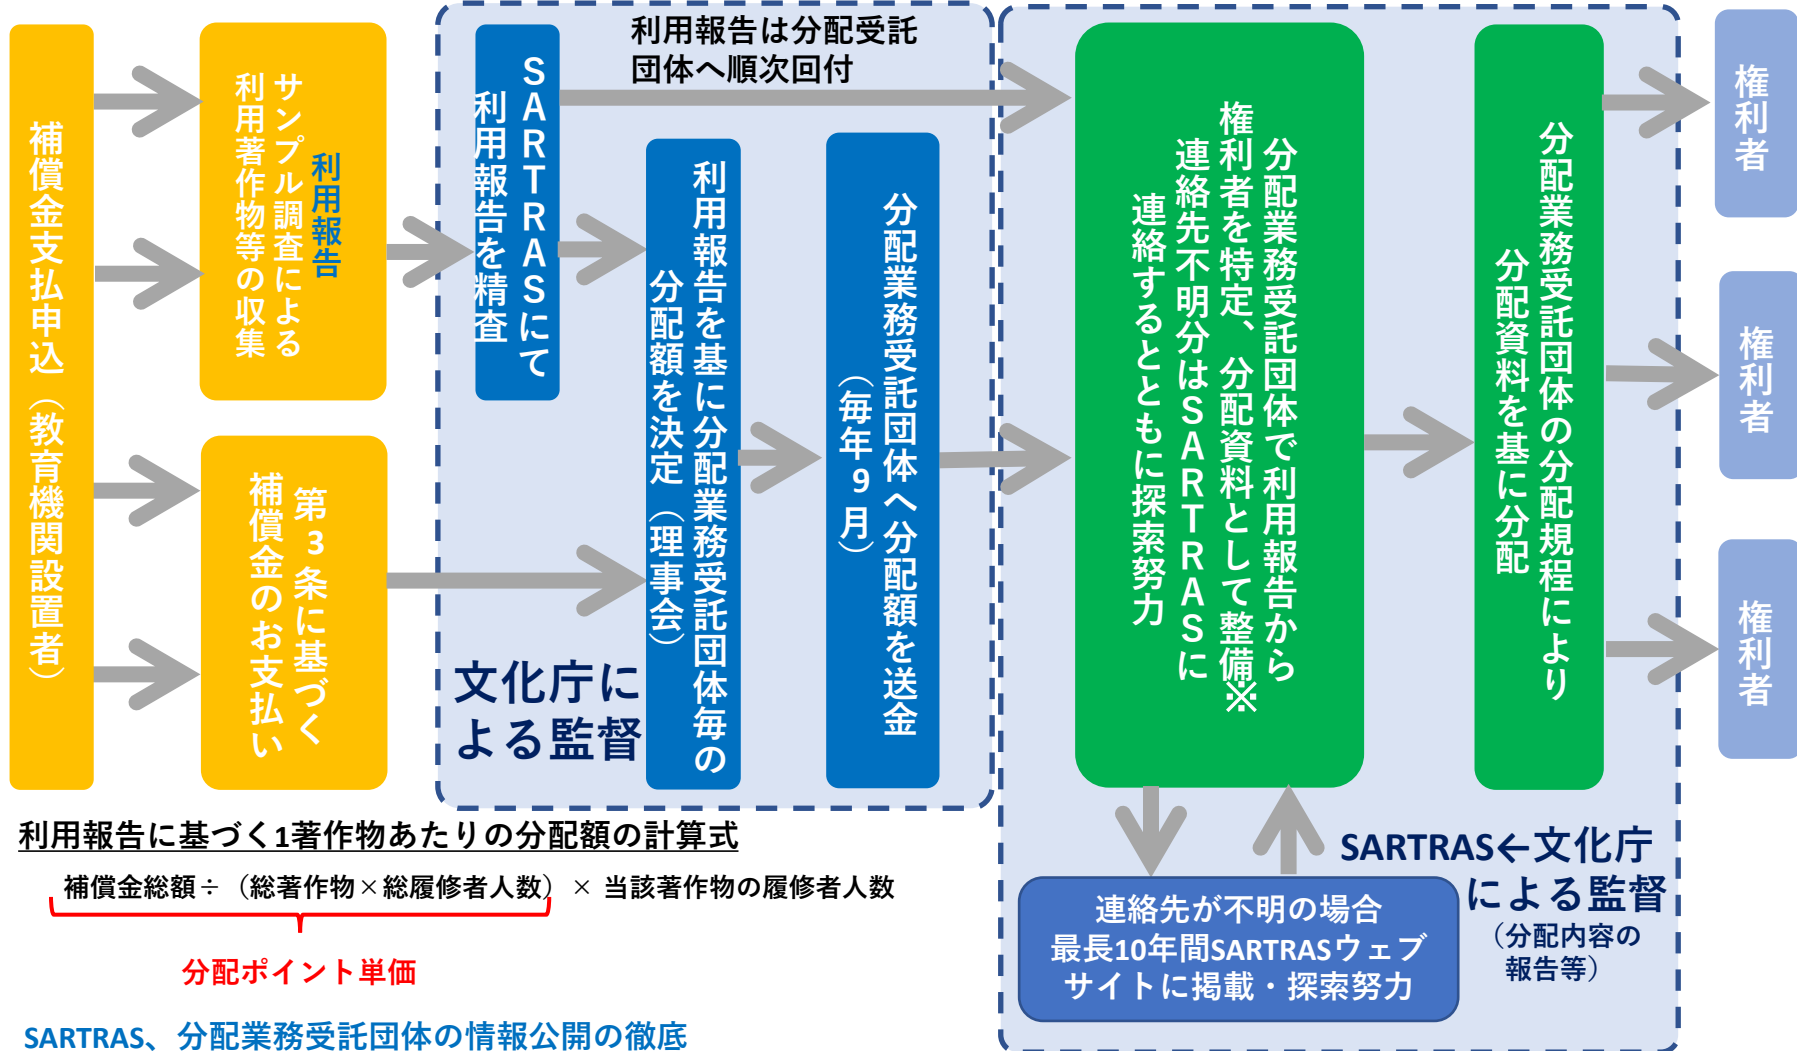 補償金支払申込（教育機関設置者）
利用報告
サンプル調査による
利用著作物等の収集
第３条に基づく
補償金のお支払い
SARTRASにて
利用報告を精査
利用報告は分配受託
団体へ順次回付
利用報告を基に分配業務受託団体毎の
分配額を決定（理事会）
分配業務受託団体へ分配額を送金
（毎年９月）
文化庁に
よる監督
分配業務受託団体で利用報告から
権利者を特定、分配資料として整備※
連絡先不明分はSARTRASに
連絡するとともに探索努力
分配業務受託団体の分配規程により
分配資料を基に分配
権利者
権利者
権利者
利用報告に基づく1著作物あたりの分配額の計算式
補償金総額÷（総著作物×総履修者人数）× 当該著作物の履修者人数
分配ポイント単価
SARTRAS、分配業務受託団体の情報公開の徹底
連絡先が不明の場合
最長10年間SARTRASウェブ
サイトに掲載・探索努力
SARTRAS←文化庁
による監督
（分配内容の
報告等）